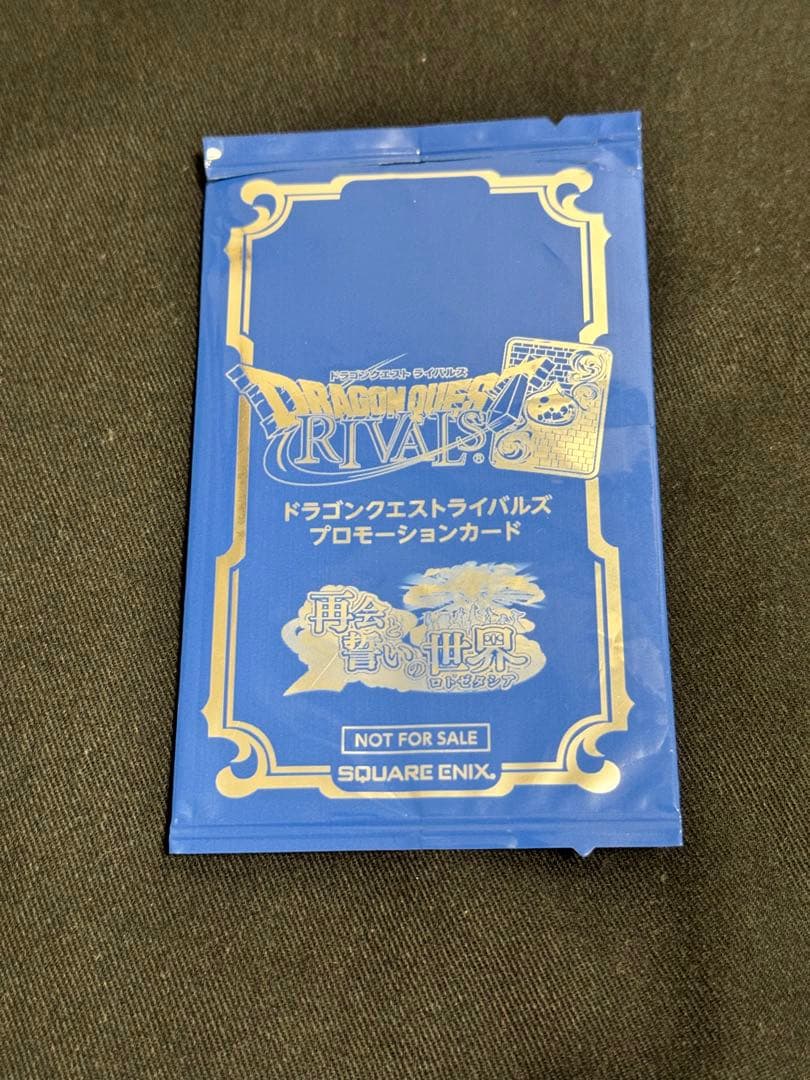 ドラゴンクエスト ライバルズ
DRAGON QUEST
RIVALS®
ドラゴンクエストライバルズ
プロモーションカード
再会と
誓いの世界
ロトゼタシア
NOT FOR SALE
SQUARE ENIX®